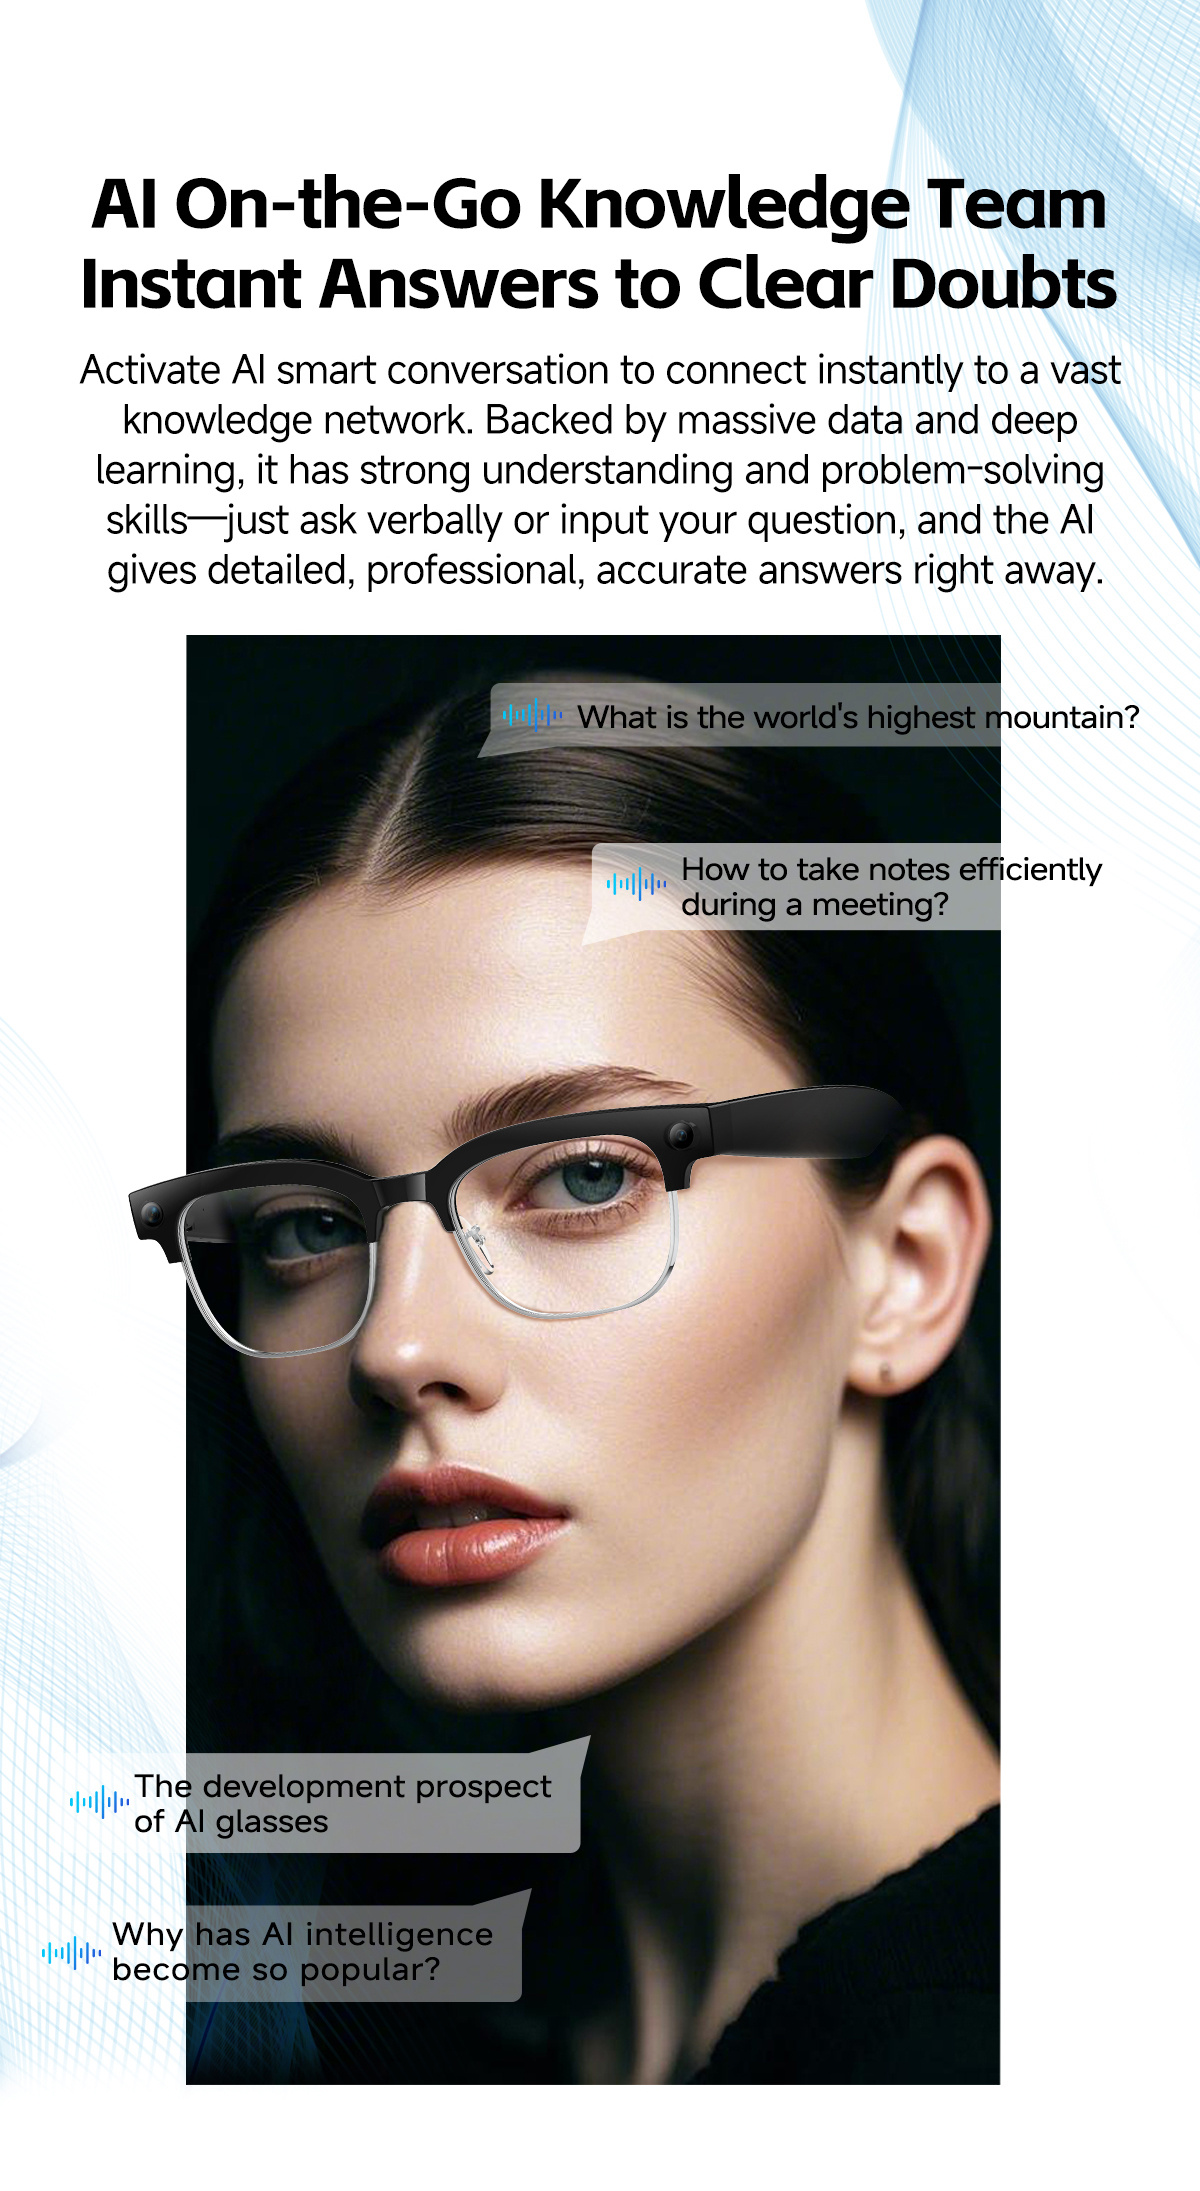 AI On-the-Go Knowledge Team
Instant Answers to Clear Doubts
Activate AI smart conversation to connect instantly to a vast
knowledge network. Backed by massive data and deep
learning, it has strong understanding and problem-solving
skills—just ask verbally or input your question, and the AI
gives detailed, professional, accurate answers right away.
What is the world's highest mountain?
How to take notes efficiently
during a meeting?
The development prospect
of AI glasses
Why has AI intelligence
become so popular?